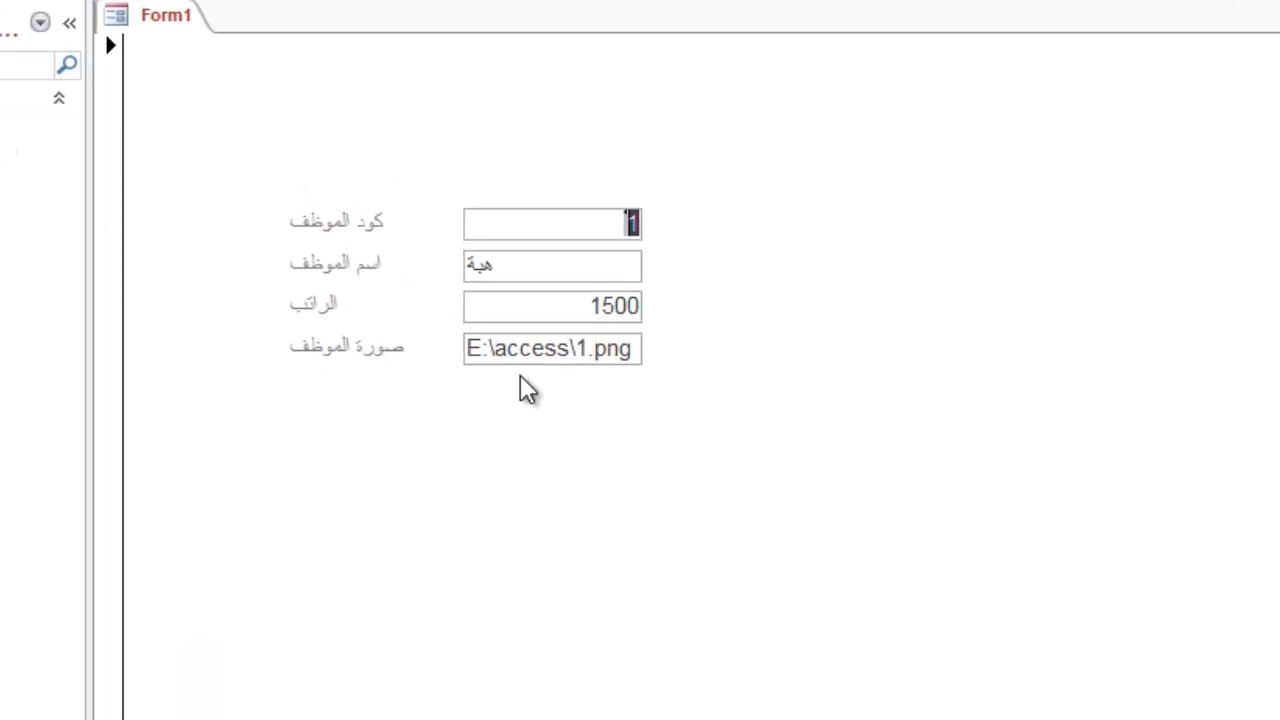 Form1
كود الموظف 1
اسم الموظف هبة
الراتب 1500
صورة الموظف E:\access\1.png